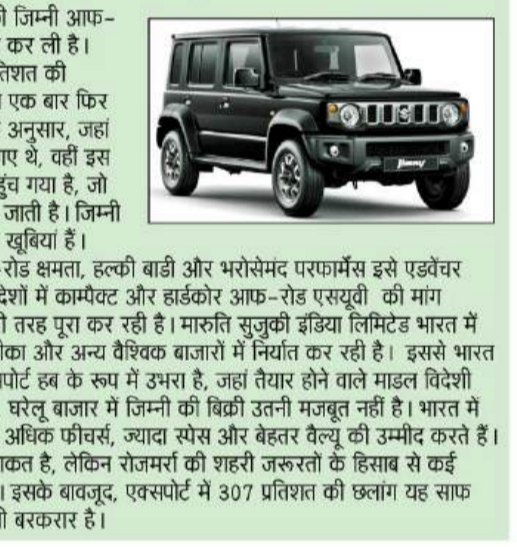 जिम्नी आफ-
कर ली है।
की
एक बार फिर
अनुसार, जहां
थे, वहीं इस
गया है, जो
जाती है। जिम्नी
खूबियां हैं।
Jimny
रोड क्षमता, हल्की बाडी और भरोसेमंद परफार्मेंस इसे एडवेंचर
में काम्पैक्ट और हार्डकोर आफ-रोड एसयूवी की मांग
तरह पूरा कर रही है। मारुति सुजुकी इंडिया लिमिटेड भारत में
और अन्य वैश्विक बाजारों में निर्यात कर रही है। इससे भारत
हब के रूप में उभरा है, जहां तैयार होने वाले माडल विदेशी
घरेलू बाजार में जिम्नी की बिक्री उतनी मजबूत नहीं है। भारत में
अधिक फीचर्स, ज्यादा स्पेस और बेहतर वैल्यू की उम्मीद करते हैं।
है, लेकिन रोजमर्रा की शहरी जरूरतों के हिसाब से कई
। इसके बावजूद, एक्सपोर्ट में 307 प्रतिशत की छलांग यह साफ
बरकरार है।